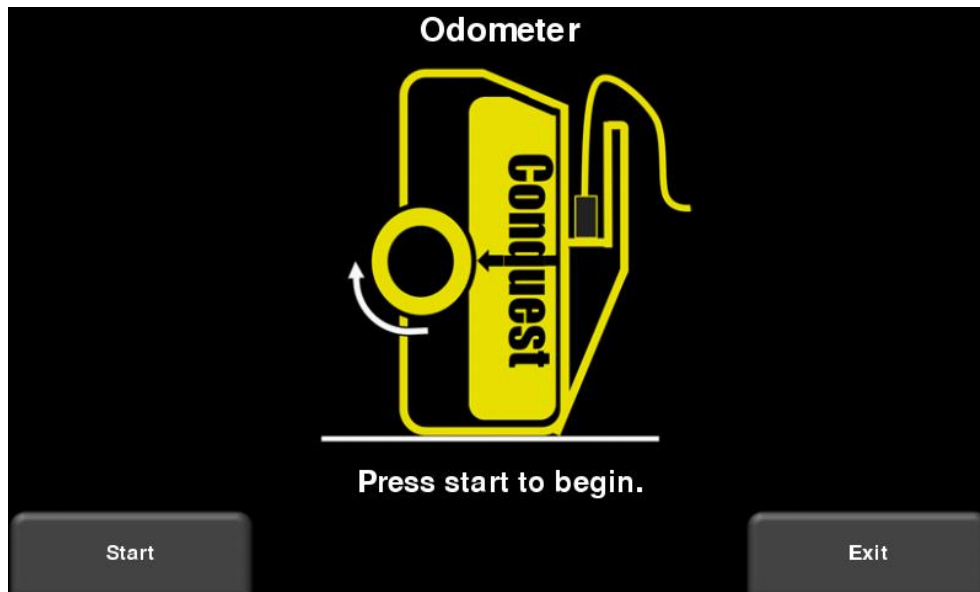 Odometer
Conquest
Press start to begin.
Start
Exit